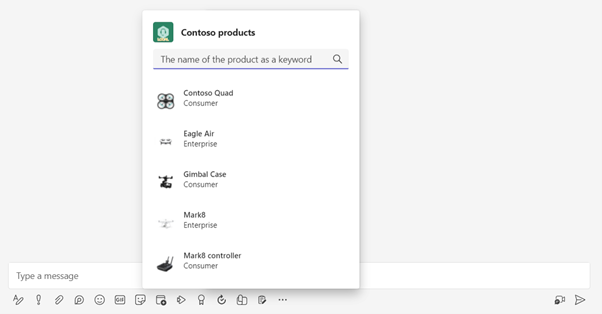 Contoso products
The name of the product as a keyword
Contoso Quad
Consumer
Eagle Air
Enterprise
Gimbal Case
Consumer
Mark8
Enterprise
Mark8 controller
Consumer
Type a message
GIF